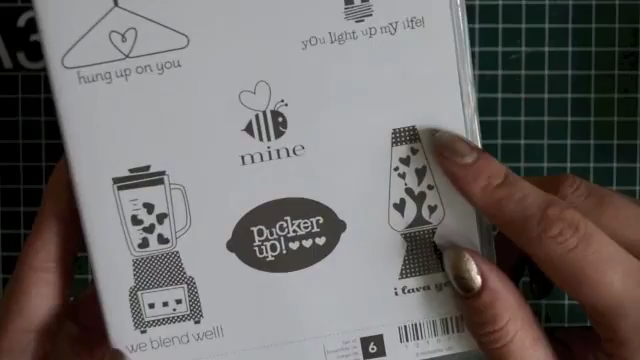 hung up on you
you light up my life!
mine
pucker
up! 
i lava
we blend well!
6